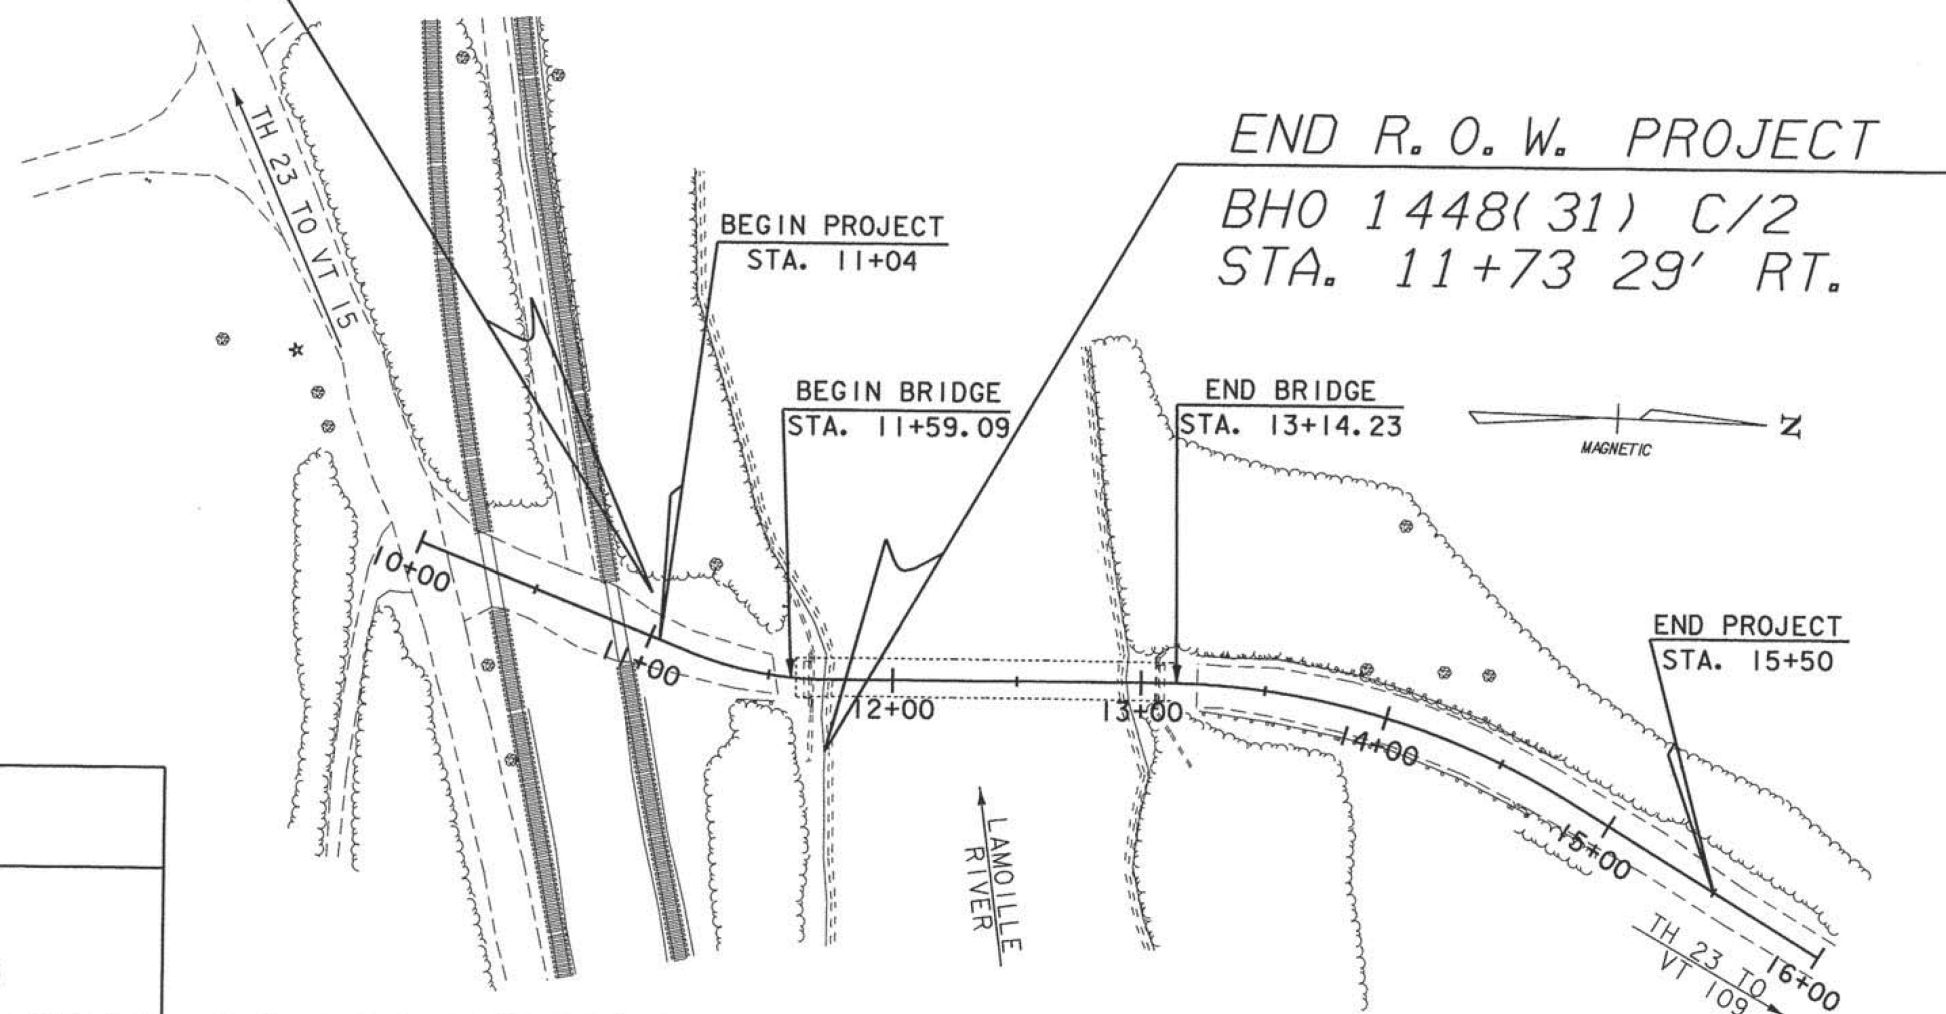 END R. O. W. PROJECT
BHO 1448(31) C/2
STA. 11+73 29' RT.
TH 23 TO VT 15
BEGIN PROJECT
STA. 11+04
BEGIN BRIDGE
STA. 11+59.09
END BRIDGE
STA. 13+14.23
MAGNETIC
N
10+00
11+00
12+00
13+00
14+00
15+00
16+00
END PROJECT
STA. 15+50
LAMOILLE
RIVER
TH 23 TO
VT 109